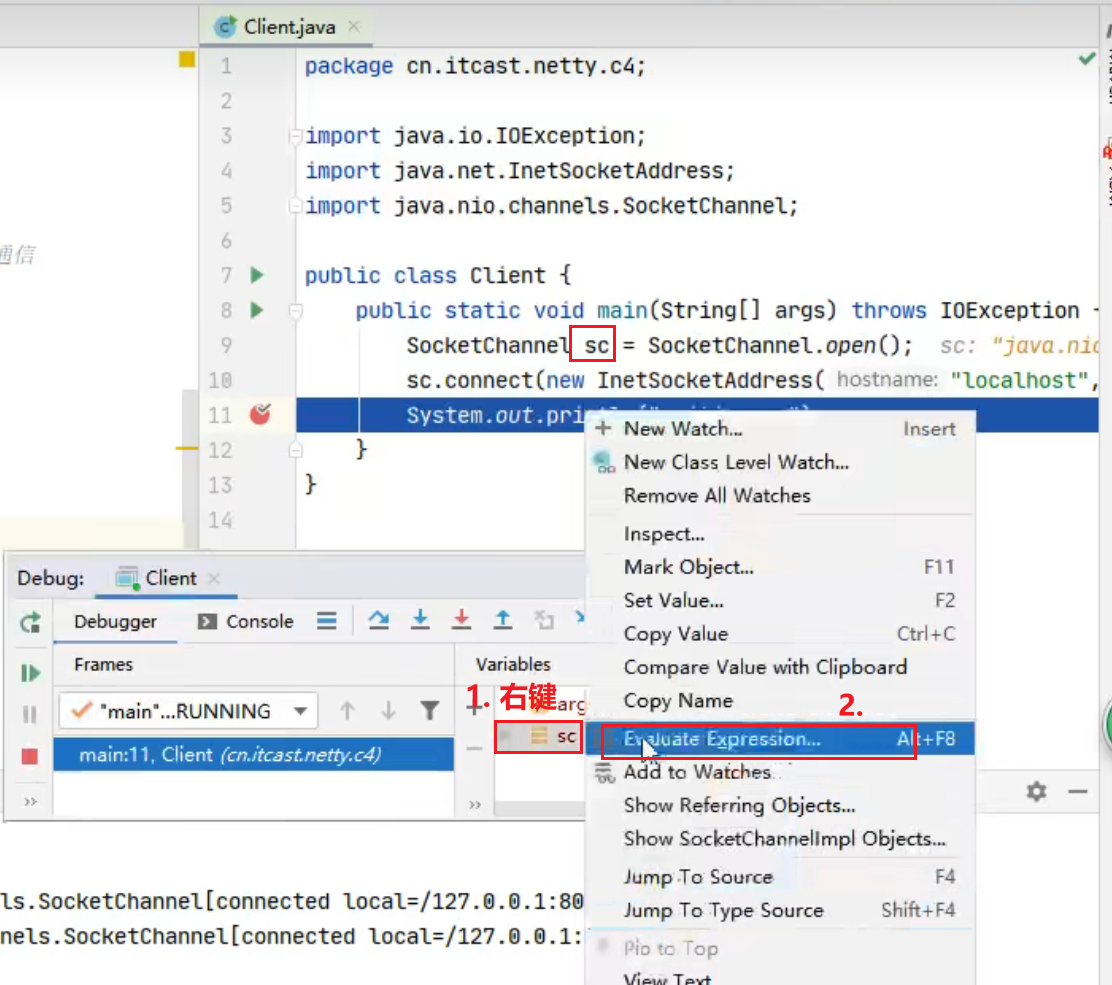 Client.java
1 package cn.itcast.netty.c4;
2
3 import java.io.IOException;
4 import java.net.InetSocketAddress;
5 import java.nio.channels.SocketChannel;
通信
6
7 public class Client {
8 public static void main(String[] args) throws IOException
9 SocketChannel sc = SocketChannel.open(); sc: "java.nio
10 sc.connect(new InetSocketAddress( hostname: "localhost",
11 System.out.println("
12 }
13 }
14
New Watch... Insert
New Class Level Watch...
Remove All Watches
Inspect...
Mark Object... F11
Set Value... F2
Copy Value Ctrl+C
Compare Value with Clipboard
Copy Name
2.
Evaluate Expression... Alt+F8
Add to Watches
Show Referring Objects...
Show SocketChannelImpl Objects...
Jump To Source F4
Jump To Type Source Shift+F4
Pin to Top
View Text
Debug: Client
Debugger Console
Frames Variables
1. 右键
"main"...RUNNING arg
sc
main:11, Client (cn.itcast.netty.c4)
ls.SocketChannel[connected local=/127.0.0.1:80
nels.SocketChannel[connected local=/127.0.0.1: